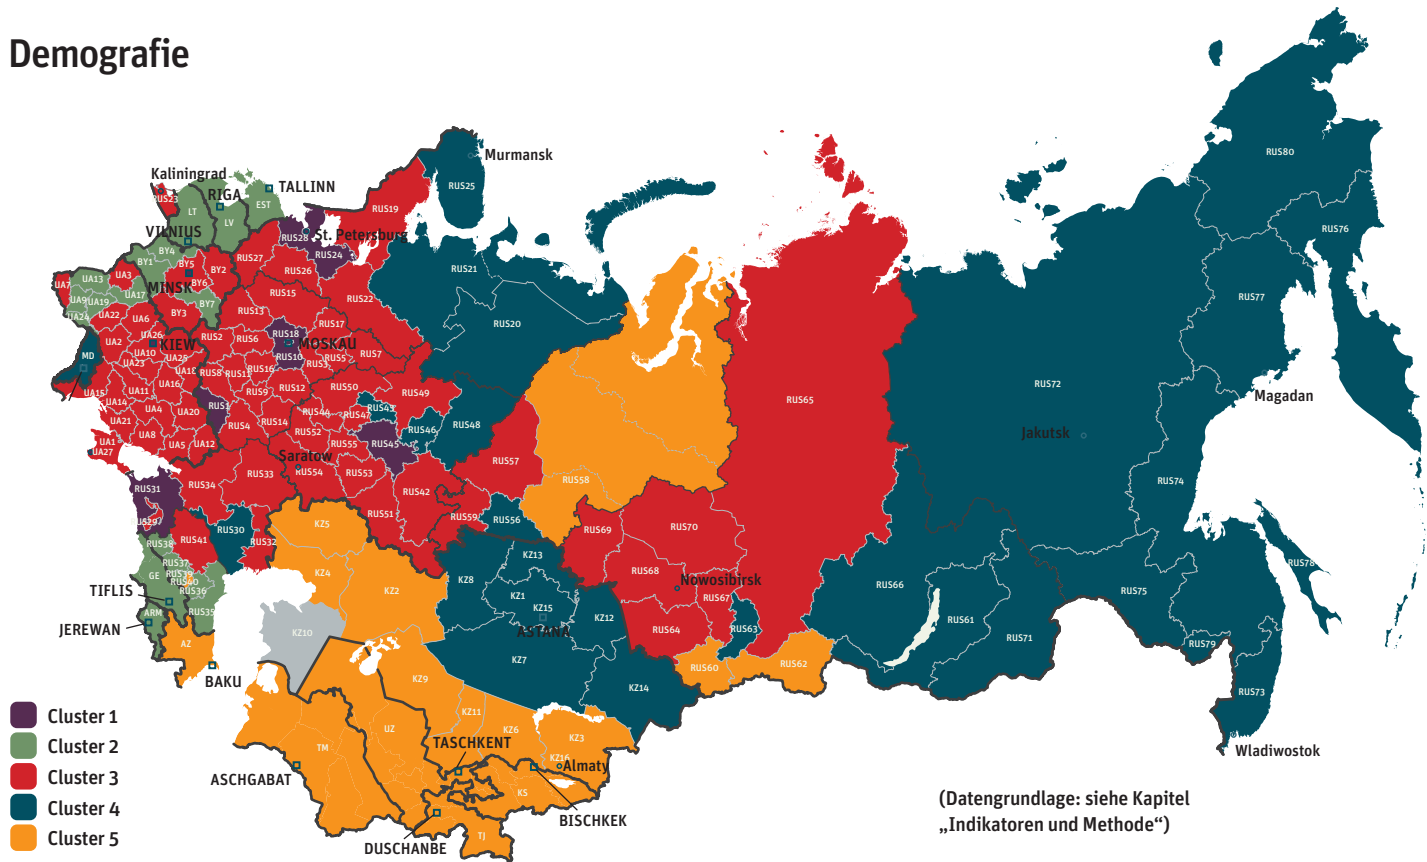 Demografie
Murmansk
Kaliningrad
TALLINN
RIGA
VILNIUS
St. Petersburg
MINSK
KIEW
MOSKAU
Saratow
TIFLIS
JEREWAN
BAKU
ASTANA
Nowosibirsk
Jakutsk
Magadan
Wladiwostok
TASCHKENT
Almaty
ASCHGABAT
BISCHKEK
DUSCHANBE
RUS80
RUS76
RUS77
RUS72
RUS74
RUS75
RUS78
RUS79
RUS73
RUS71
RUS61
RUS66
RUS65
RUS62
RUS60
RUS63
RUS64
RUS67
RUS68
RUS70
RUS69
RUS58
RUS57
RUS56
RUS59
RUS48
RUS46
RUS45
RUS49
RUS42
RUS51
RUS53
RUS54
RUS52
RUS44
RUS47
RUS50
RUS20
RUS21
RUS25
RUS19
RUS22
RUS28
RUS24
RUS27
RUS26
RUS15
RUS13
RUS17
RUS18
RUS10
RUS7
RUS6
RUS2
RUS16
RUS12
RUS9
RUS14
RUS4
RUS8
RUS11
RUS33
RUS34
RUS31
RUS30
RUS32
RUS41
RUS38
RUS37
RUS40
RUS36
RUS35
LT
LV
EST
BY4
BY1
BY5
BY2
BY6
BY7
BY3
UA3
UA7
UA13
UA17
UA9
UA19
UA24
UA22
UA6
UA2
UA26
UA10
UA25
UA23
UA11
UA16
UA15
UA14
UA4
UA20
UA21
UA8
UA5
UA12
UA1
UA27
MD
GE
ARM
AZ
KZ5
KZ4
KZ2
KZ10
KZ8
KZ13
KZ1
KZ15
KZ12
KZ7
KZ14
KZ9
KZ11
KZ6
KZ3
UZ
TM
KS
TJ
Cluster 1
Cluster 2
Cluster 3
Cluster 4
Cluster 5
(Datengrundlage: siehe Kapitel
„Indikatoren und Methode“)